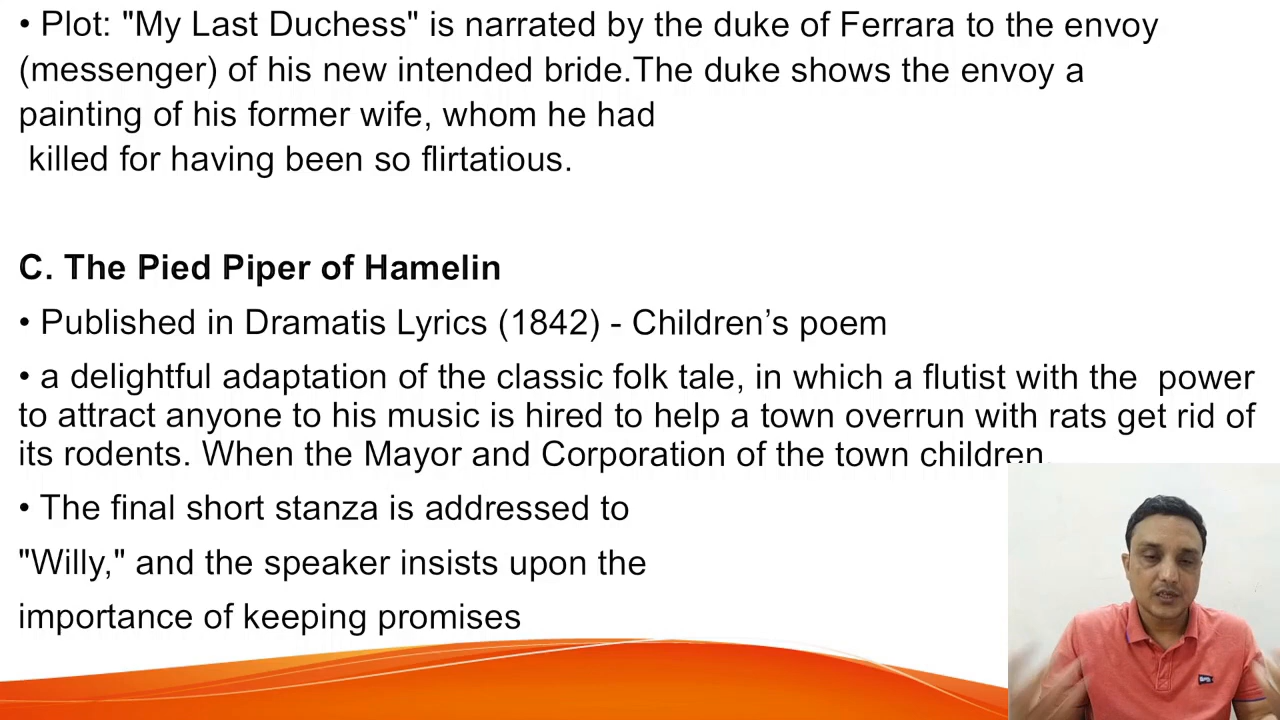 • Plot: "My Last Duchess" is narrated by the duke of Ferrara to the envoy
(messenger) of his new intended bride.The duke shows the envoy a
painting of his former wife, whom he had
killed for having been so flirtatious.
C. The Pied Piper of Hamelin
• Published in Dramatis Lyrics (1842) - Children’s poem
• a delightful adaptation of the classic folk tale, in which a flutist with the power
to attract anyone to his music is hired to help a town overrun with rats get rid of
its rodents. When the Mayor and Corporation of the town children.
• The final short stanza is addressed to
"Willy," and the speaker insists upon the
importance of keeping promises